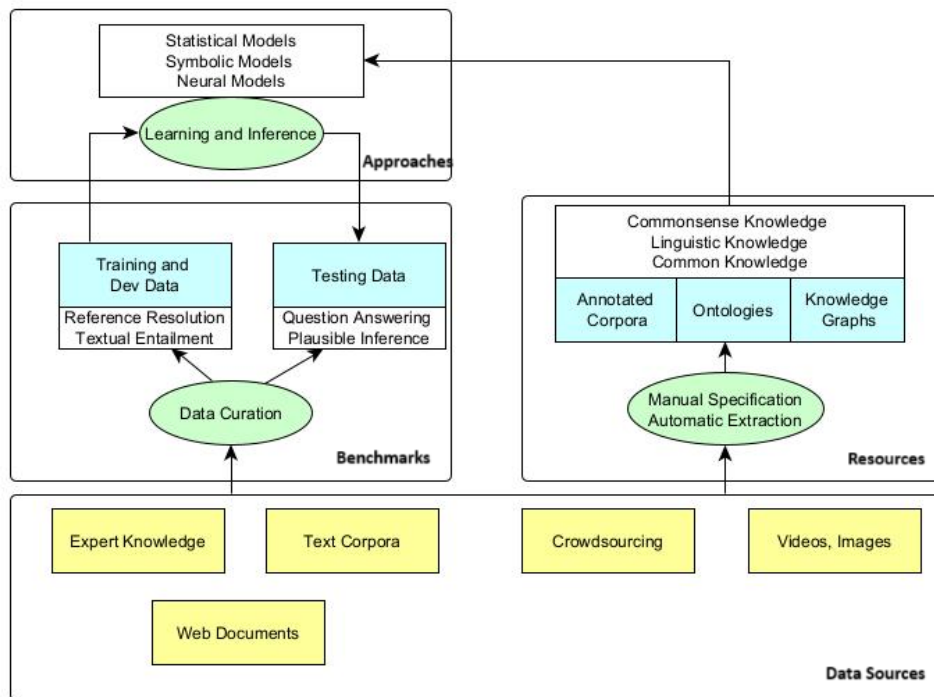 Statistical Models
Symbolic Models
Neural Models
Learning and Inference
Approaches
Training and
Dev Data
Reference Resolution
Textual Entailment
Testing Data
Question Answering
Plausible Inference
Data Curation
Benchmarks
Commonsense Knowledge
Linguistic Knowledge
Common Knowledge
Annotated
Corpora
Ontologies
Knowledge
Graphs
Manual Specification
Automatic Extraction
Resources
Expert Knowledge
Text Corpora
Crowdsourcing
Videos, Images
Web Documents
Data Sources